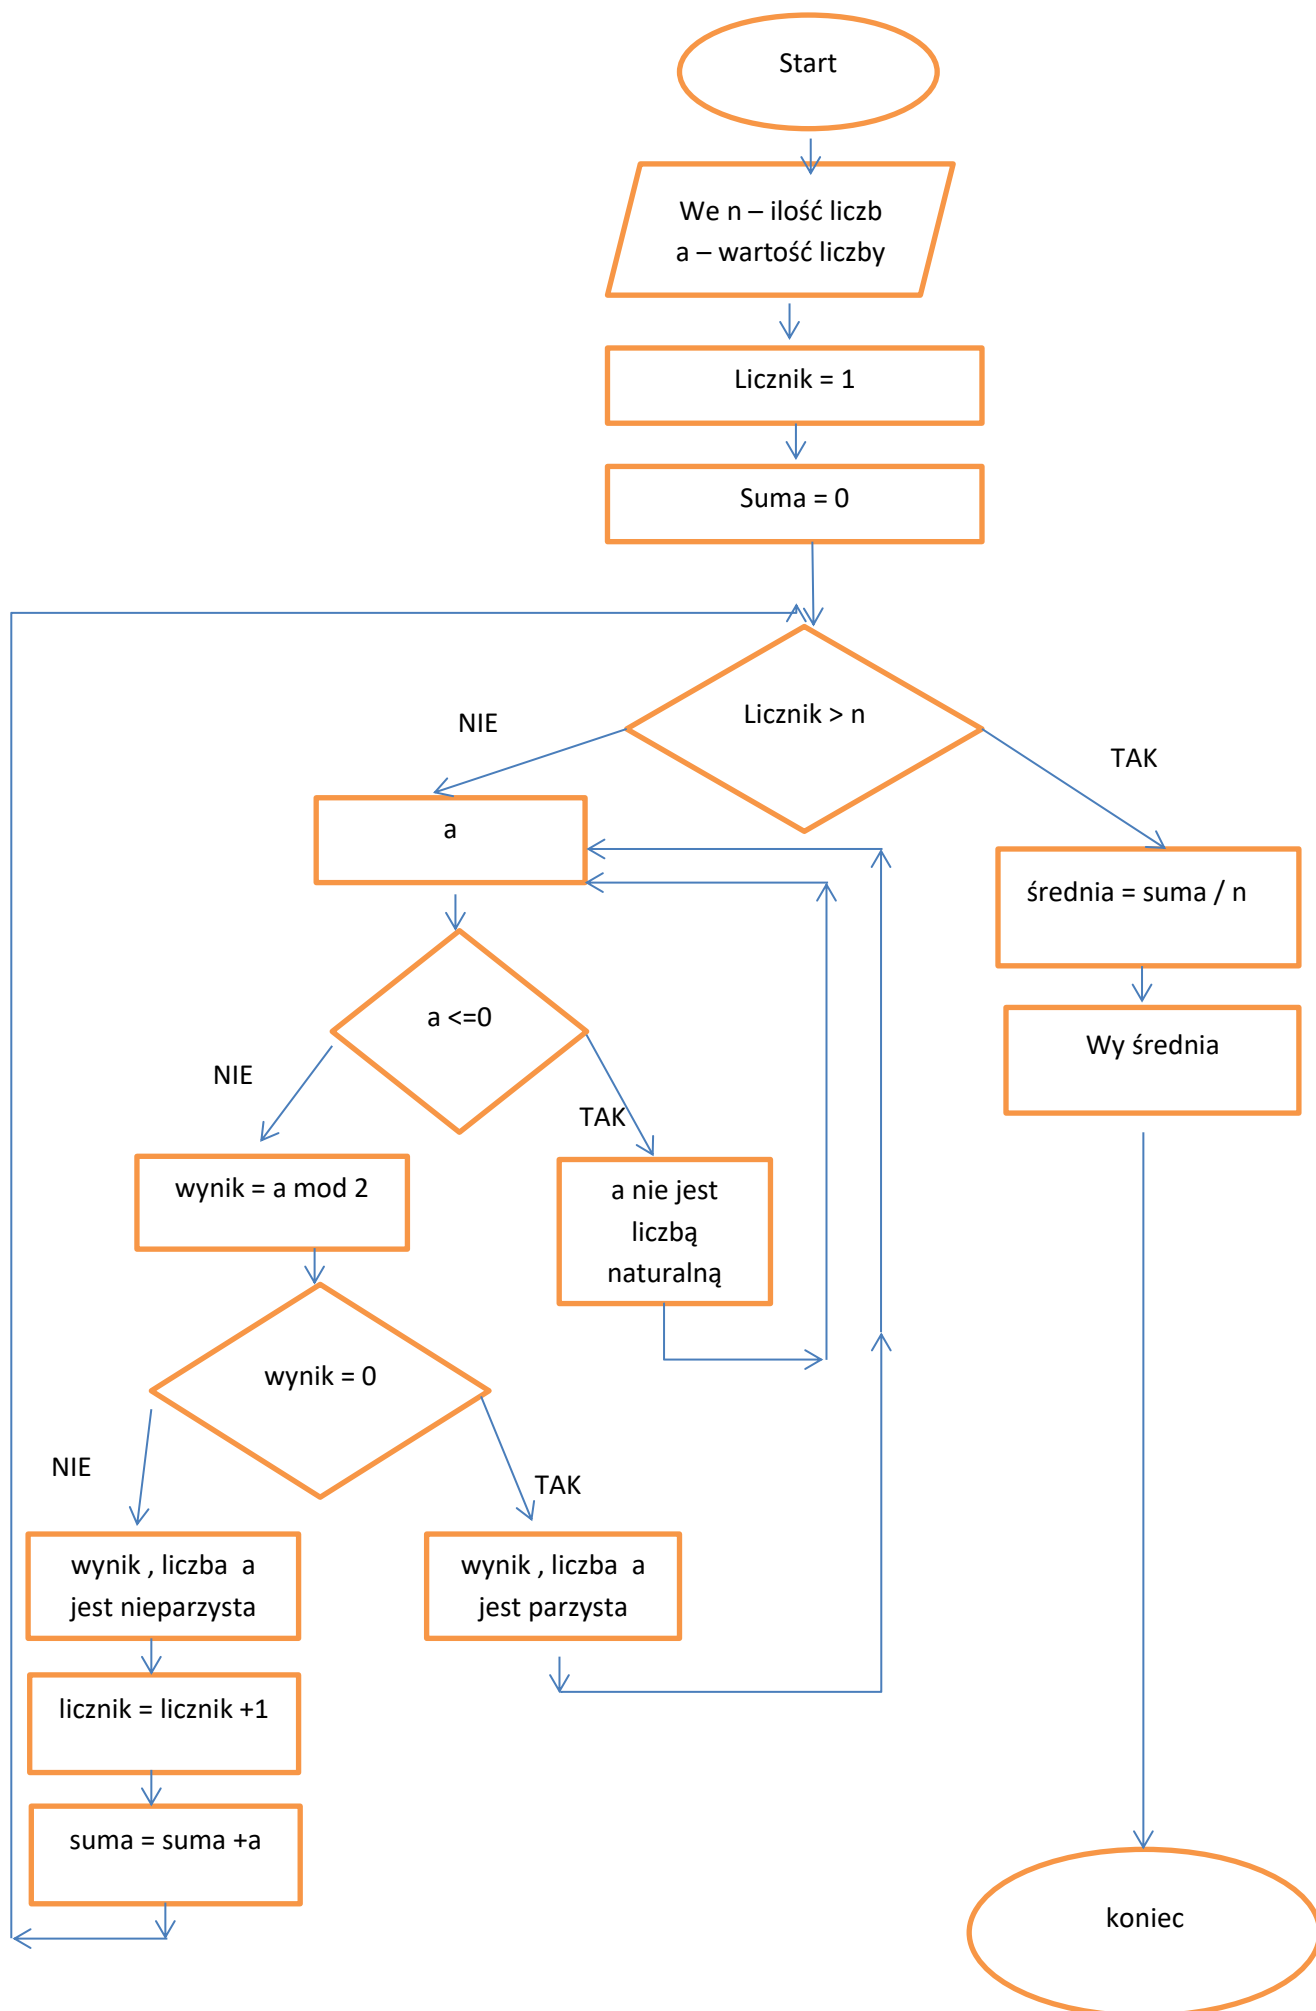 Start
We n – ilość liczb
a – wartość liczby
Licznik = 1
Suma = 0
Licznik > n
NIE
TAK
a
średnia = suma / n
a <=0
Wy średnia
NIE
TAK
wynik = a mod 2
a nie jest
liczbą
naturalną
wynik = 0
NIE
TAK
wynik , liczba a
jest nieparzysta
wynik , liczba a
jest parzysta
licznik = licznik +1
suma = suma +a
koniec